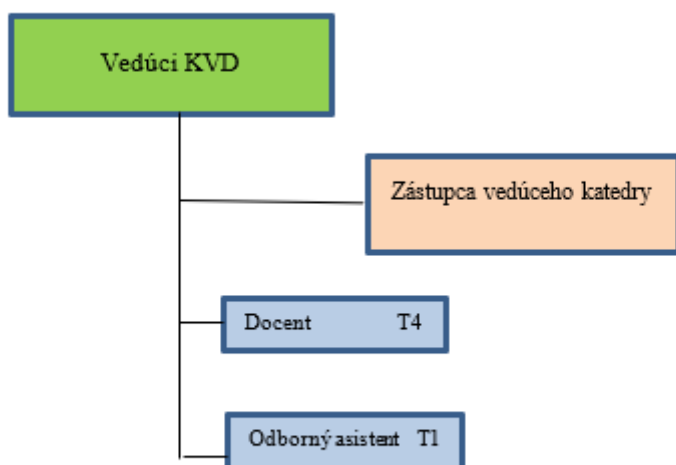 Vedúci KVD
Zástupca vedúceho katedry
Docent T4
Odborný asistent T1